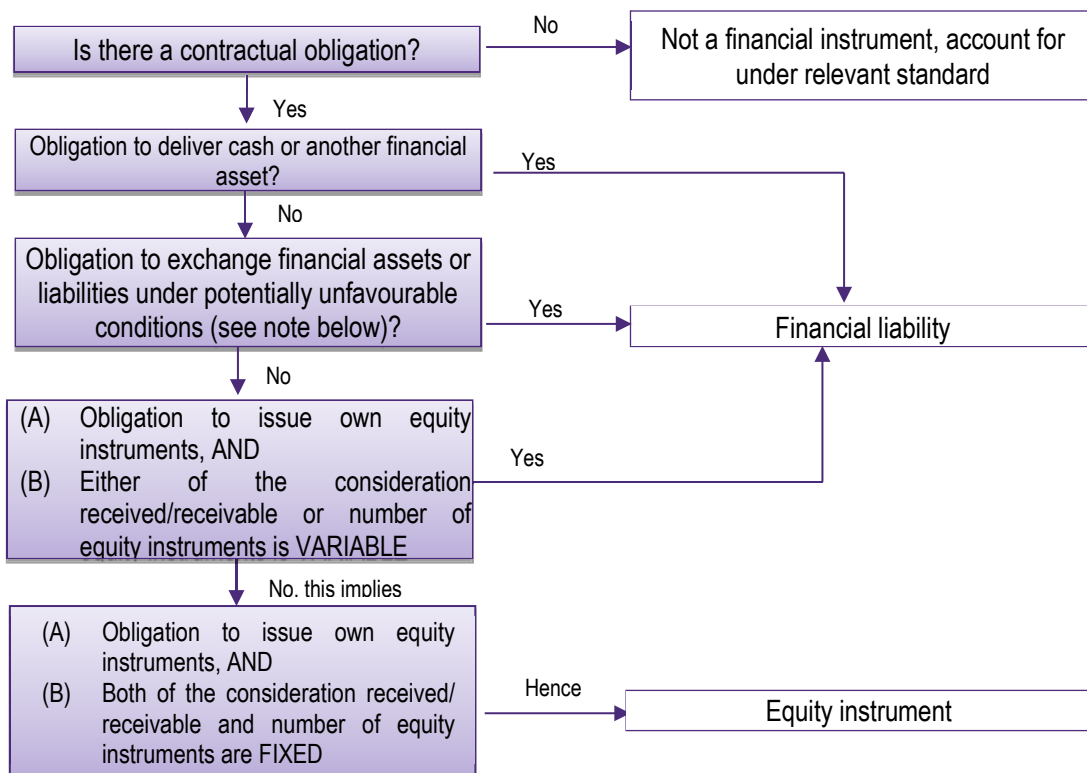 Is there a contractual obligation?
No
Not a financial instrument, account for
under relevant standard
Yes
Obligation to deliver cash or another financial
asset?
Yes
No
Obligation to exchange financial assets or
liabilities under potentially unfavourable
conditions (see note below)?
Yes
Financial liability
No
(A) Obligation to issue own equity
instruments, AND
(B) Either of the consideration
received/receivable or number of
equity instruments is VARIABLE
Yes
No, this implies
(A) Obligation to issue own equity
instruments, AND
(B) Both of the consideration received/
receivable and number of equity
instruments are FIXED
Hence
Equity instrument